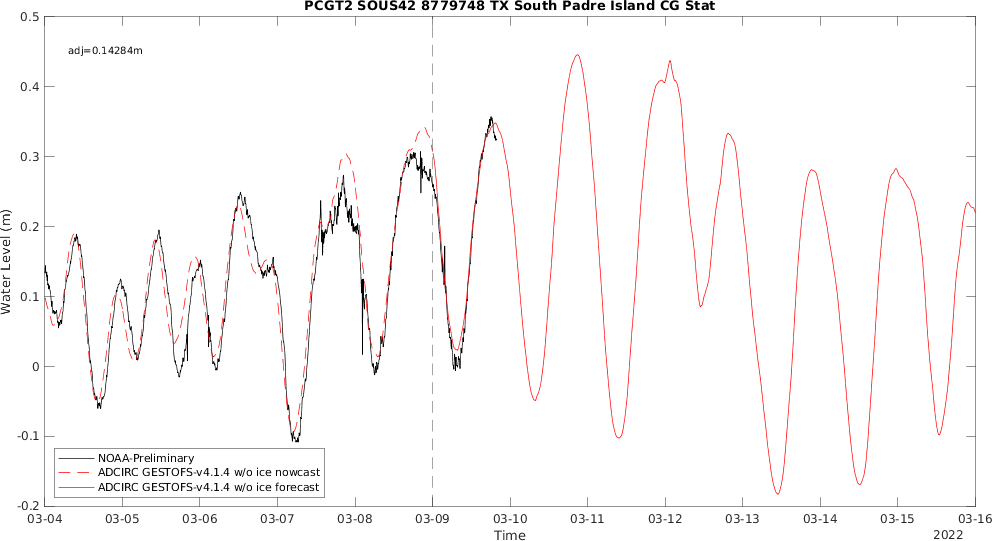 PCGT2 SOUS42 8779748 TX South Padre Island CG Stat
adj=0.14284m
0.5
0.4
0.3
0.2
0.1
0
-0.1
-0.2
Water Level (m)
NOAA-Preliminary
ADCIRC GESTOFS-v4.1.4 w/o ice nowcast
ADCIRC GESTOFS-v4.1.4 w/o ice forecast
03-04 03-05 03-06 03-07 03-08 03-09 03-10 03-11 03-12 03-13 03-14 03-15 03-16
Time
2022